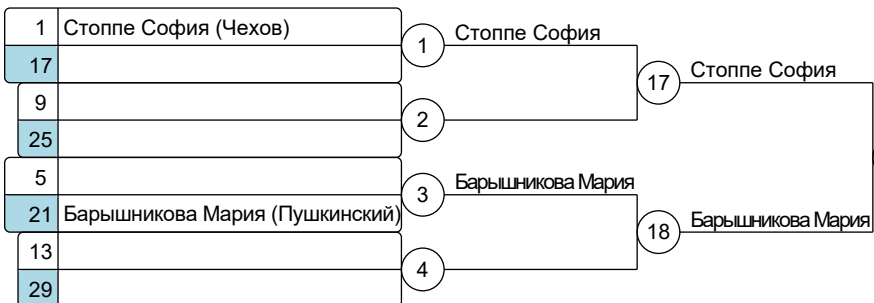 1 Стоппе София (Чехов)
1 Стоппе София
17
17 Стоппе София
9
2
25
5
3 Барышникова Мария
21 Барышникова Мария (Пушкинский)
18 Барышникова Мария
13
4
29